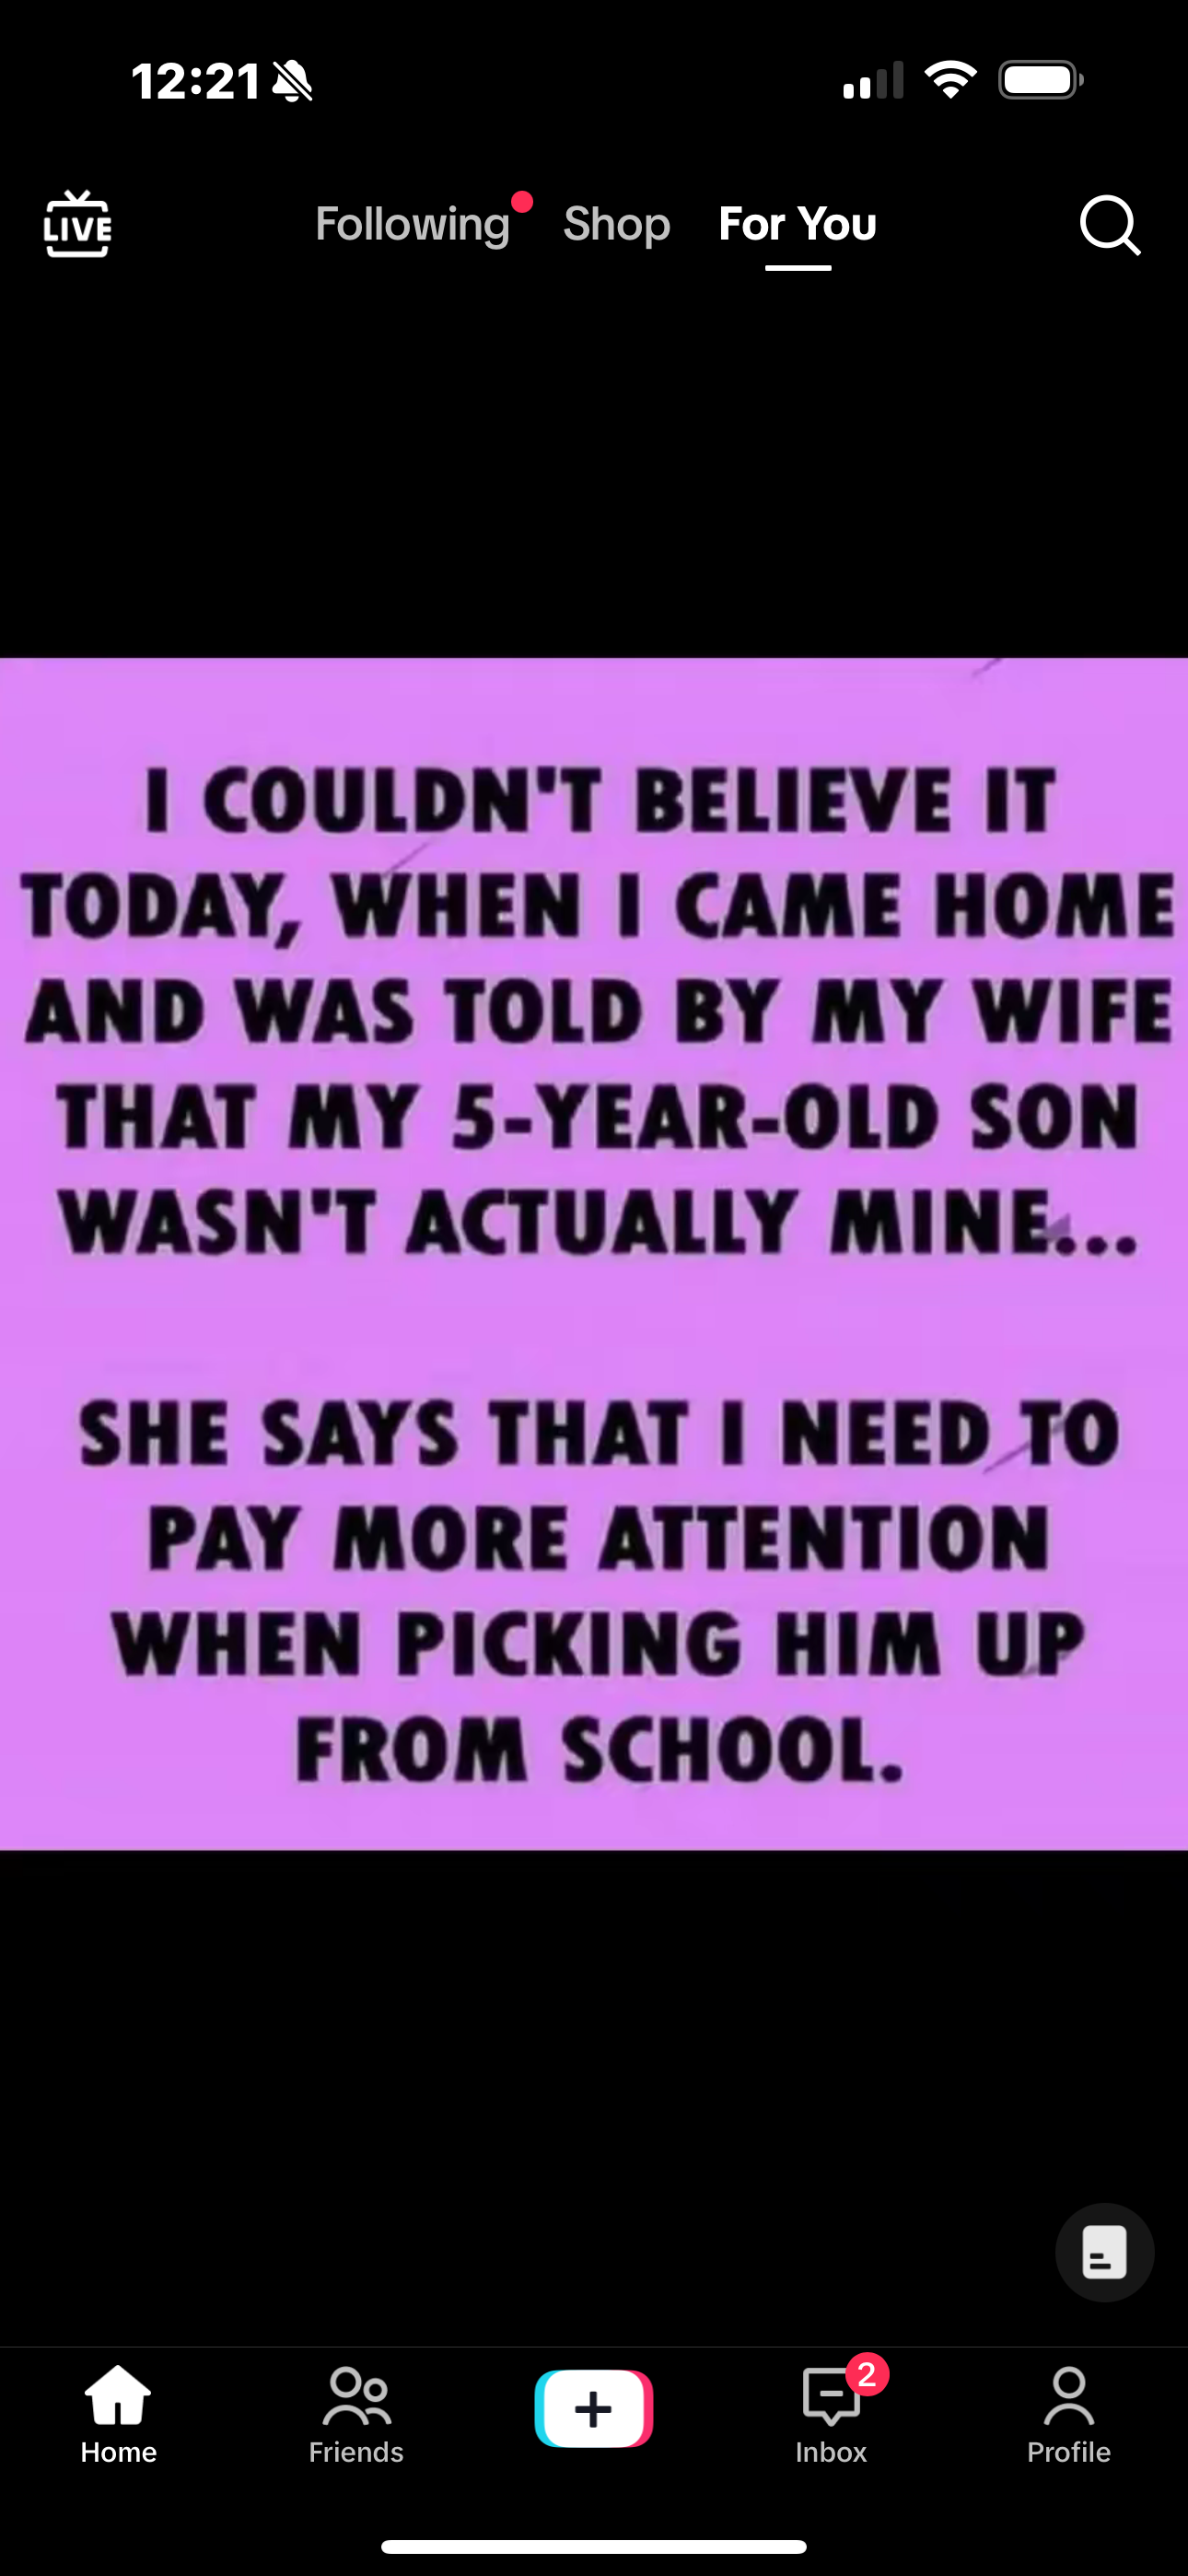 12:21
LIVE
Following
Shop
For You
I COULDN'T BELIEVE IT
TODAY, WHEN I CAME HOME
AND WAS TOLD BY MY WIFE
THAT MY 5-YEAR-OLD SON
WASN'T ACTUALLY MINE...
SHE SAYS THAT I NEED TO
PAY MORE ATTENTION
WHEN PICKING HIM UP
FROM SCHOOL.
2
Home
Friends
Inbox
Profile